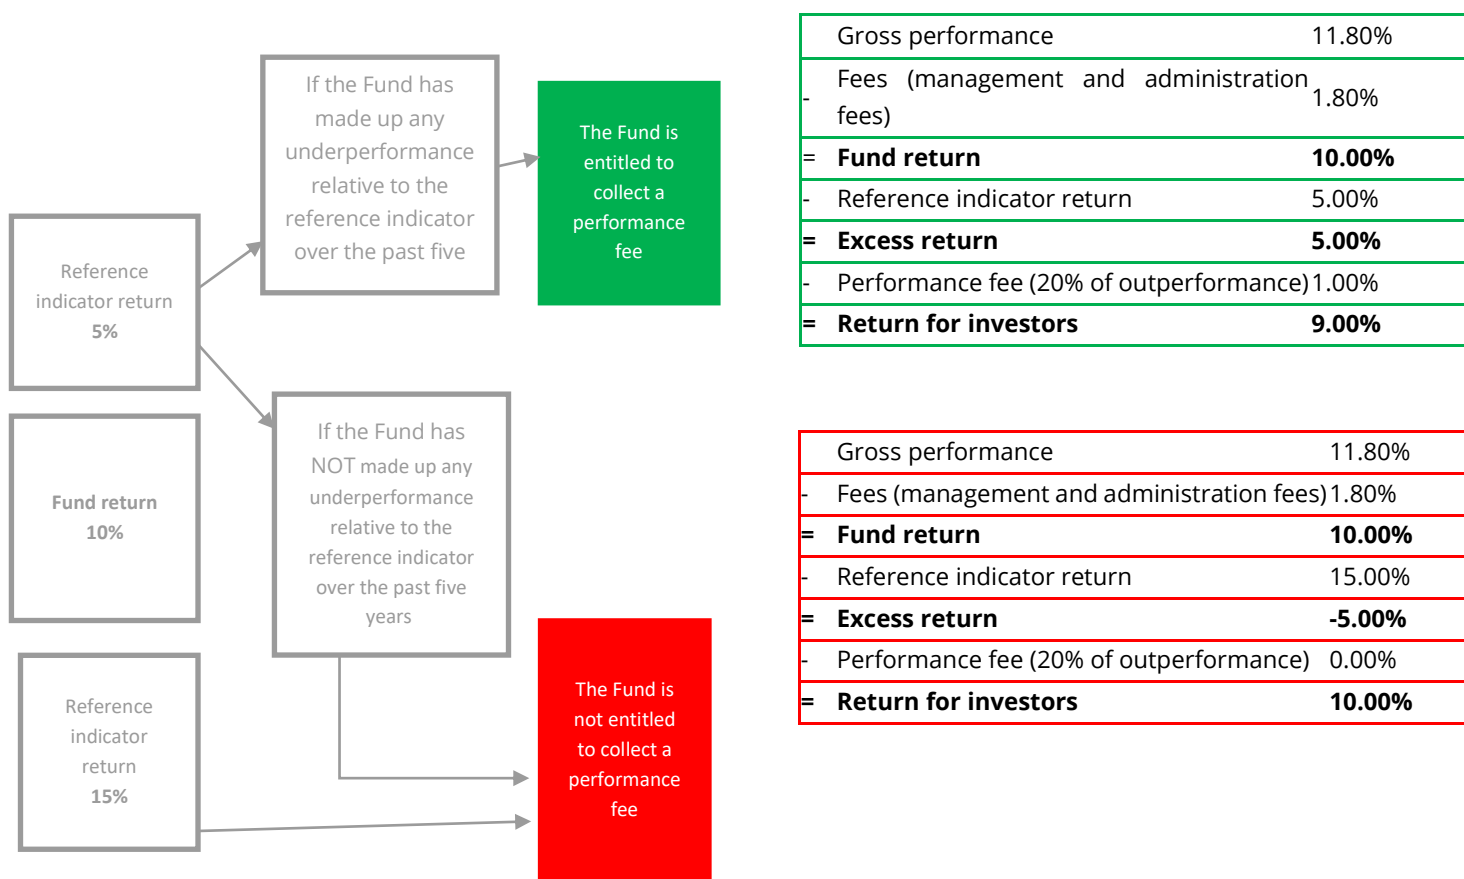 If the Fund has
made up any
underperformance
relative to the
reference indicator
over the past five
The Fund is
entitled to
collect a
performance
fee
Reference
indicator return
5%
Fund return
10%
If the Fund has
NOT made up any
underperformance
relative to the
reference indicator
over the past five
years
Reference
indicator
return
15%
The Fund is
not entitled
to collect a
performance
fee
Gross performance 11.80%
- Fees (management and administration
fees) 1.80%
= Fund return 10.00%
- Reference indicator return 5.00%
= Excess return 5.00%
- Performance fee (20% of outperformance) 1.00%
= Return for investors 9.00%
Gross performance 11.80%
- Fees (management and administration fees) 1.80%
= Fund return 10.00%
- Reference indicator return 15.00%
= Excess return -5.00%
- Performance fee (20% of outperformance) 0.00%
= Return for investors 10.00%